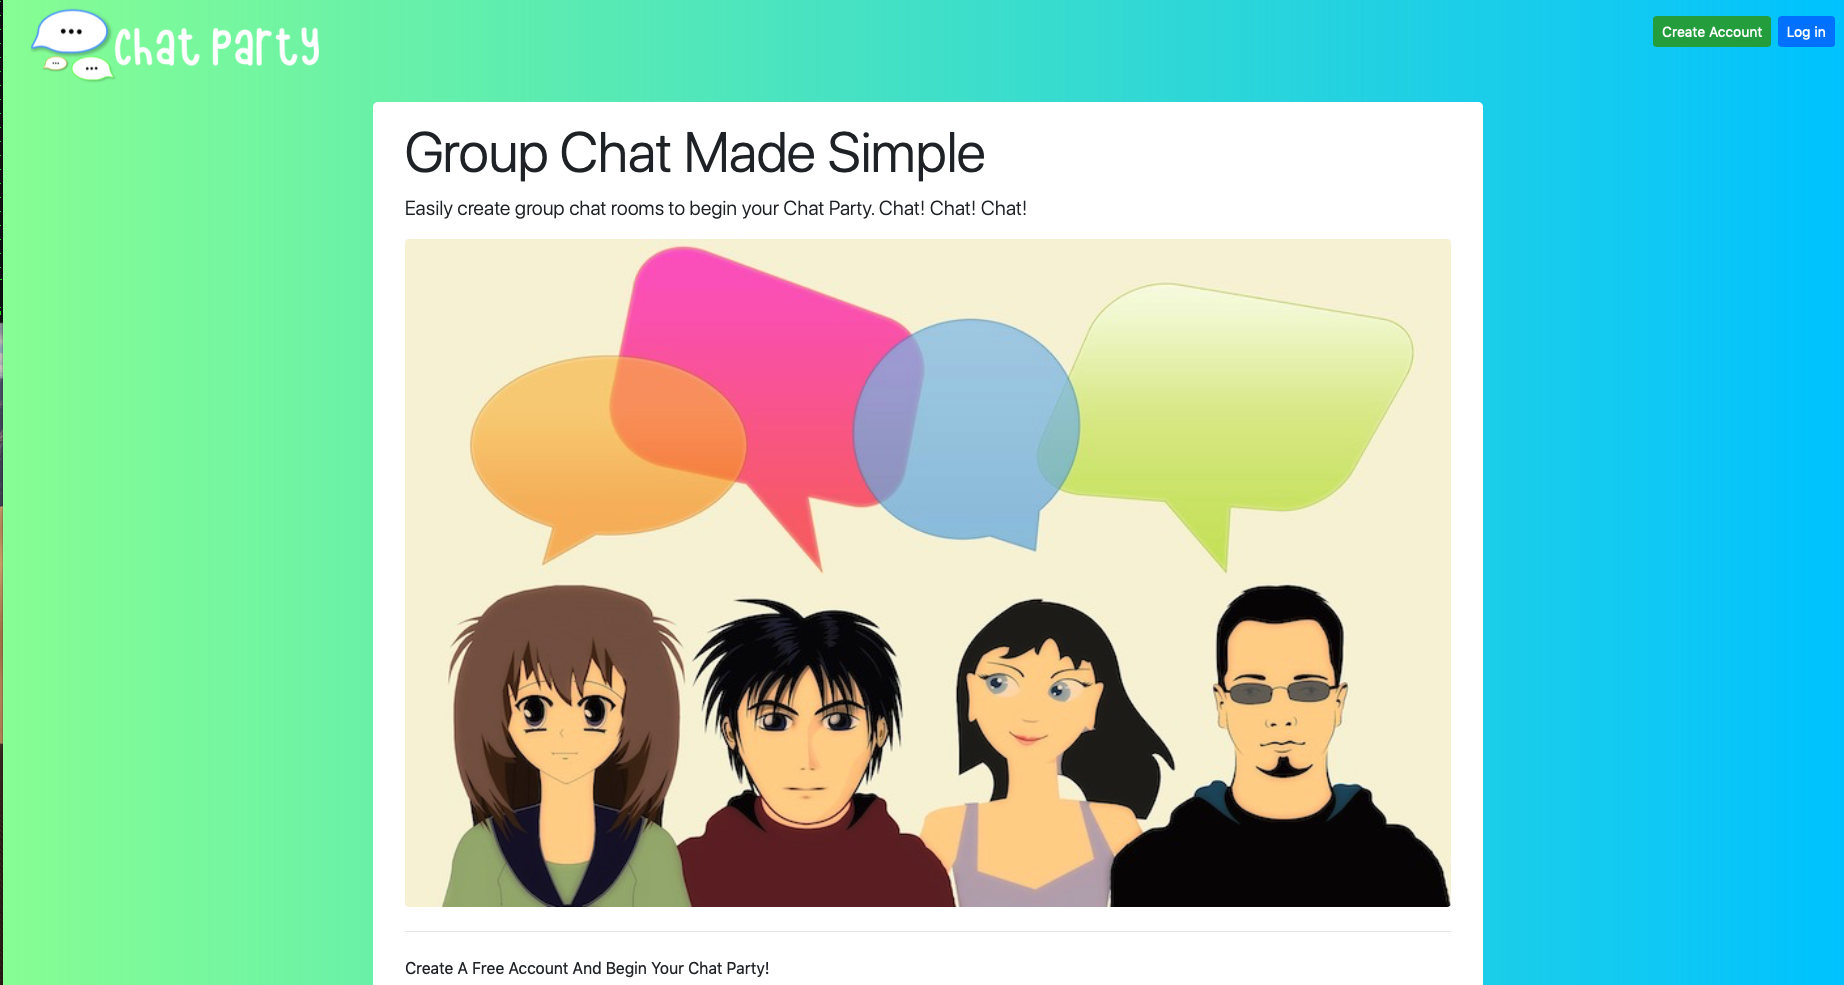 chat party
Create Account
Log in
Group Chat Made Simple
Easily create group chat rooms to begin your Chat Party. Chat! Chat! Chat!
Create A Free Account And Begin Your Chat Party!